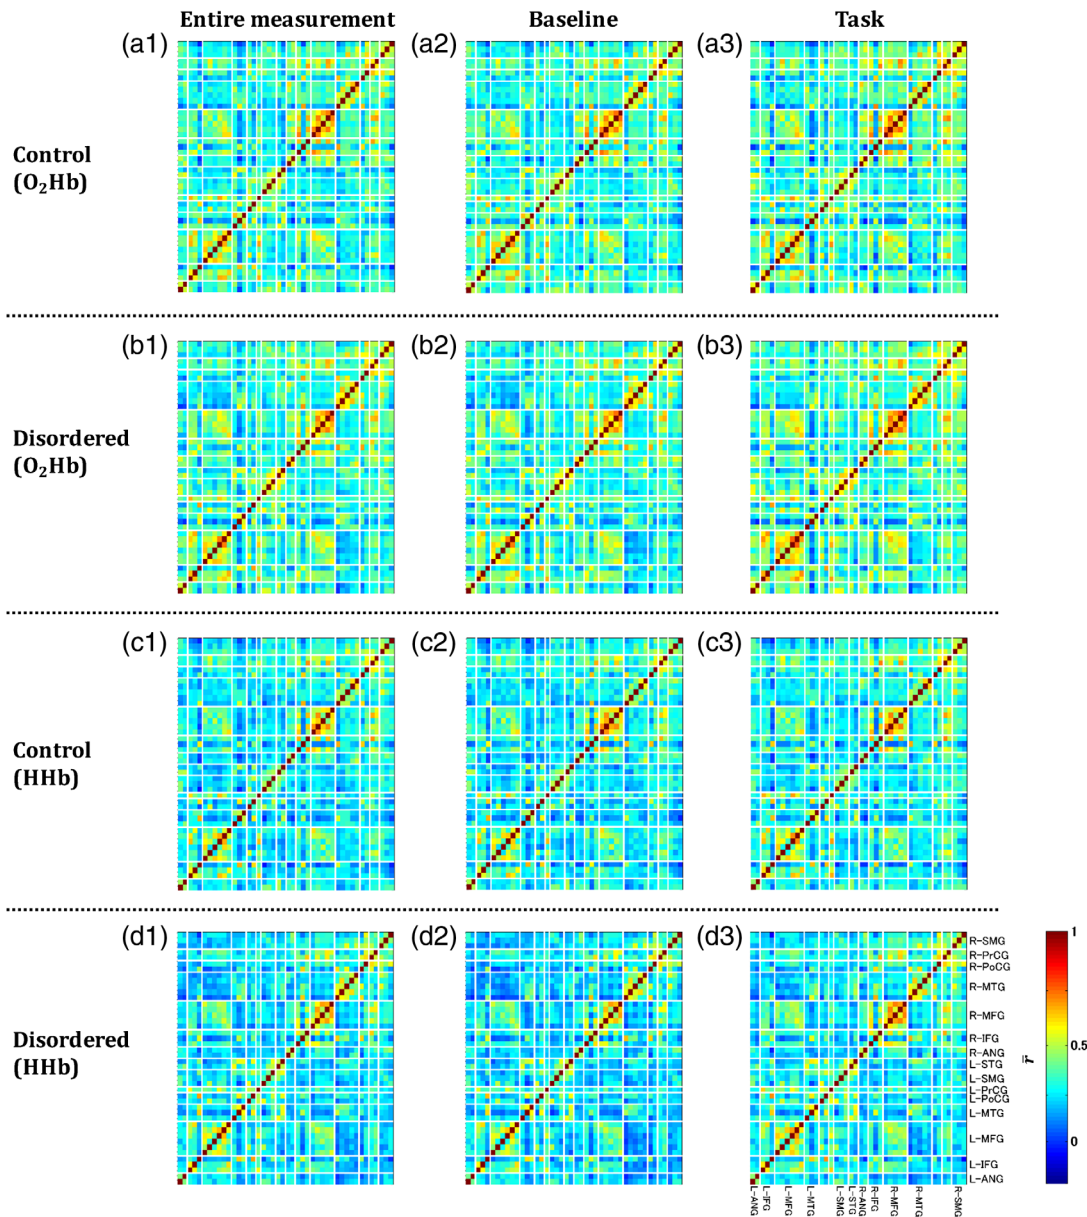 Entire measurement Baseline Task
(a1) (a2) (a3)
Control
(O₂Hb)
(b1) (b2) (b3)
Disordered
(O₂Hb)
(c1) (c2) (c3)
Control
(HHb)
(d1) (d2) (d3)
Disordered
(HHb)
R-SMG
R-PrCG
R-PoCG
R-MTG
R-MFG
R-IFG
R-ANG
L-STG
L-SMG
L-PrCG
L-PoCG
L-MTG
L-MFG
L-IFG
L-ANG
1
0.5
0
r̄
L-ANG
L-IFG
L-MFG
L-MTG
L-SMG
L-STG
R-ANG
R-IFG
R-MFG
R-MTG
R-SMG